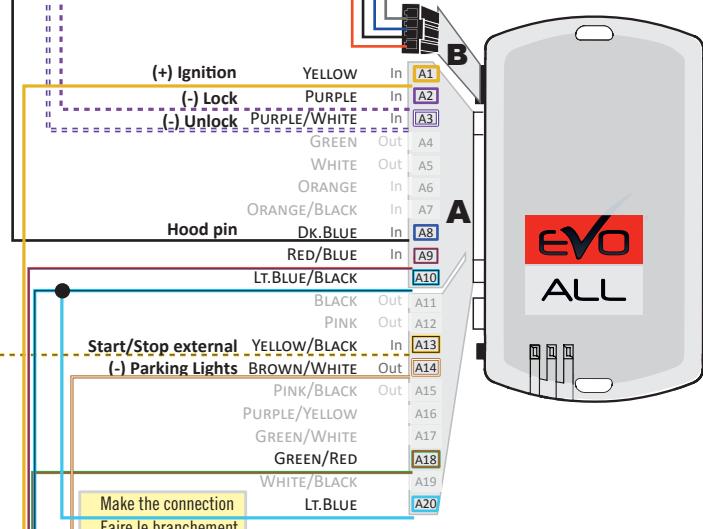 B
(+) Ignition YELLOW In A1
(-) Lock PURPLE In A2
(-) Unlock PURPLE/WHITE In A3
GREEN Out A4
WHITE Out A5
ORANGE In A6
ORANGE/BLACK In A7
A
Hood pin DK.BLUE In A8
RED/BLUE In A9
LT.BLUE/BLACK A10
BLACK Out A11
PINK Out A12
Start/Stop external YELLOW/BLACK In A13
(-) Parking Lights BROWN/WHITE Out A14
PINK/BLACK Out A15
PURPLE/YELLOW A16
GREEN/WHITE A17
GREEN/RED A18
WHITE/BLACK A19
LT.BLUE A20
Make the connection
Faire le branchement
EVO
ALL